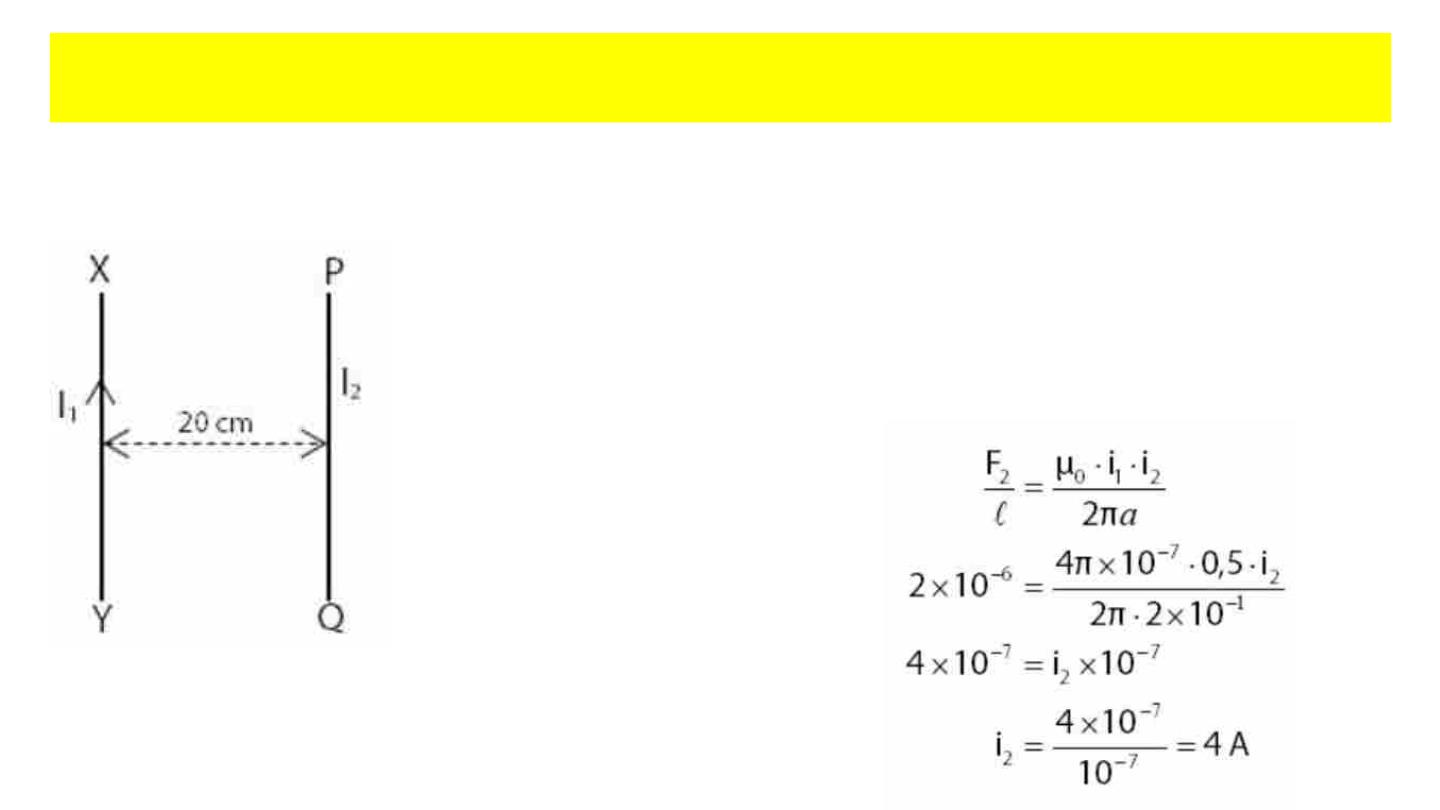 X P
I₂
I₁
20 cm
Y Q
F₂/ℓ = μ₀ · i₁ · i₂ / 2πa
2×10⁻⁶ = 4π×10⁻⁷ · 0,5 · i₂ / 2π · 2×10⁻¹
4×10⁻⁷ = i₂ ×10⁻⁷
i₂ = 4×10⁻⁷ / 10⁻⁷ = 4 A